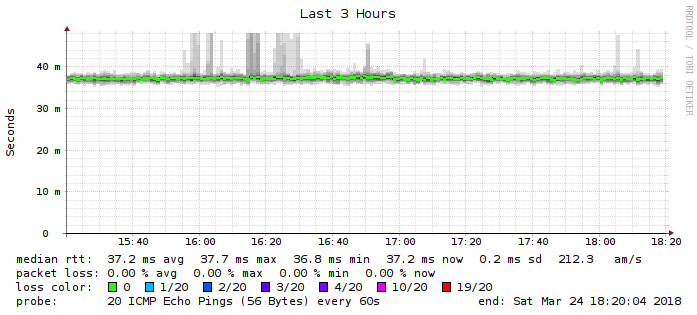 Last 3 Hours
RRDTOOL / TOBI OETIKER
Seconds
40 m
30 m
20 m
10 m
0
15:40 16:00 16:20 16:40 17:00 17:20 17:40 18:00 18:20
median rtt: 37.2 ms avg 37.7 ms max 36.8 ms min 37.2 ms now 0.2 ms sd 212.3 am/s
packet loss: 0.00 % avg 0.00 % max 0.00 % min 0.00 % now
loss color: 0 1/20 2/20 3/20 4/20 10/20 19/20
probe: 20 ICMP Echo Pings (56 Bytes) every 60s end: Sat Mar 24 18:20:04 2018